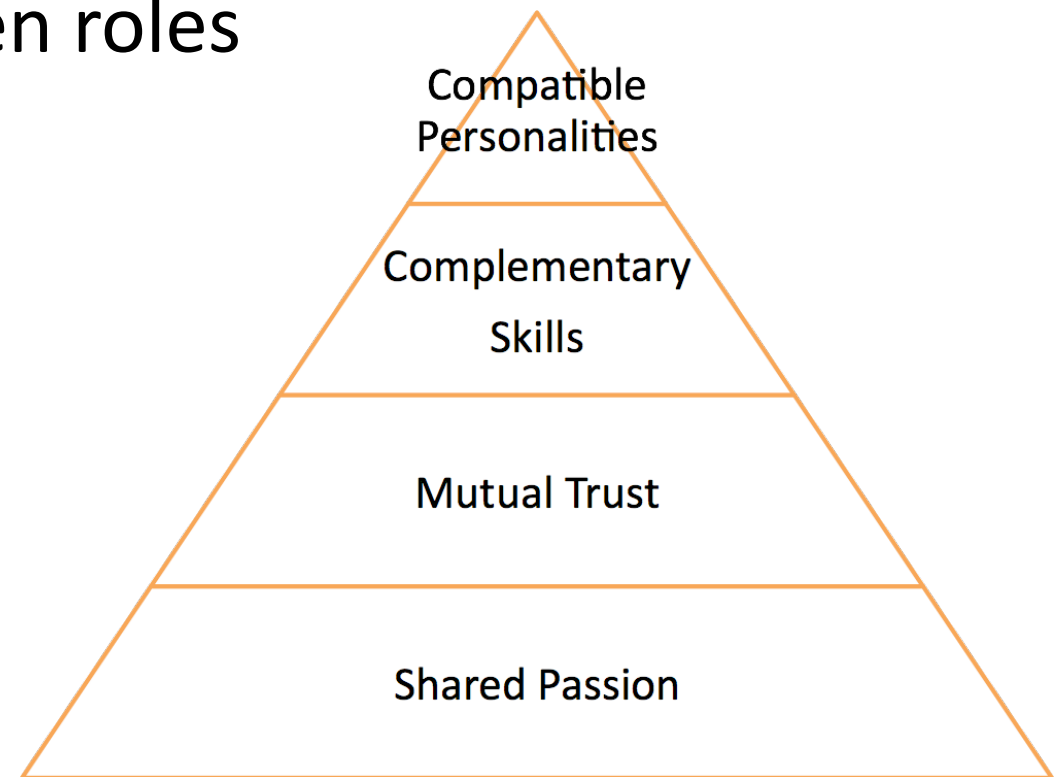 en roles
Compatible
Personalities
Complementary
Skills
Mutual Trust
Shared Passion